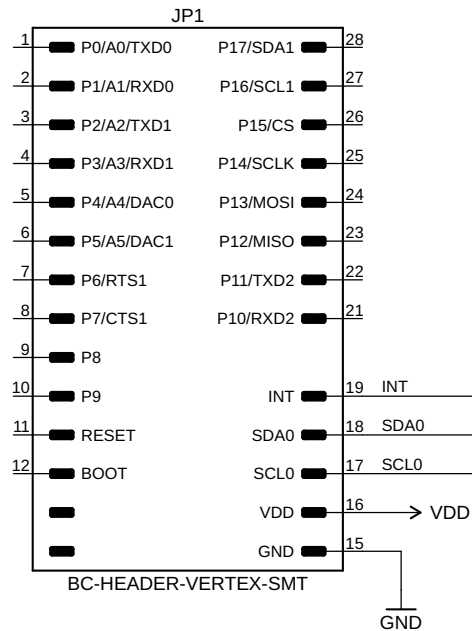 JP1
1 P0/A0/TXD0 P17/SDA1 28
2 P1/A1/RXD0 P16/SCL1 27
3 P2/A2/TXD1 P15/CS 26
4 P3/A3/RXD1 P14/SCLK 25
5 P4/A4/DAC0 P13/MOSI 24
6 P5/A5/DAC1 P12/MISO 23
7 P6/RTS1 P11/TXD2 22
8 P7/CTS1 P10/RXD2 21
9 P8
10 P9 INT 19 INT
11 RESET SDA0 18 SDA0
12 BOOT SCL0 17 SCL0
VDD 16 VDD
GND 15
BC-HEADER-VERTEX-SMT
GND